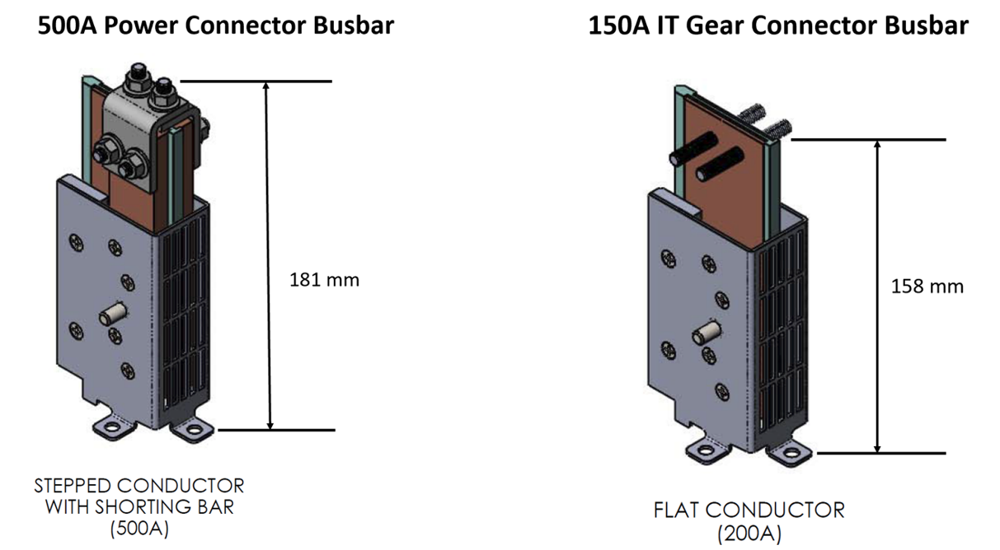 500A Power Connector Busbar
150A IT Gear Connector Busbar
181 mm
158 mm
STEPPED CONDUCTOR
WITH SHORTING BAR
(500A)
FLAT CONDUCTOR
(200A)